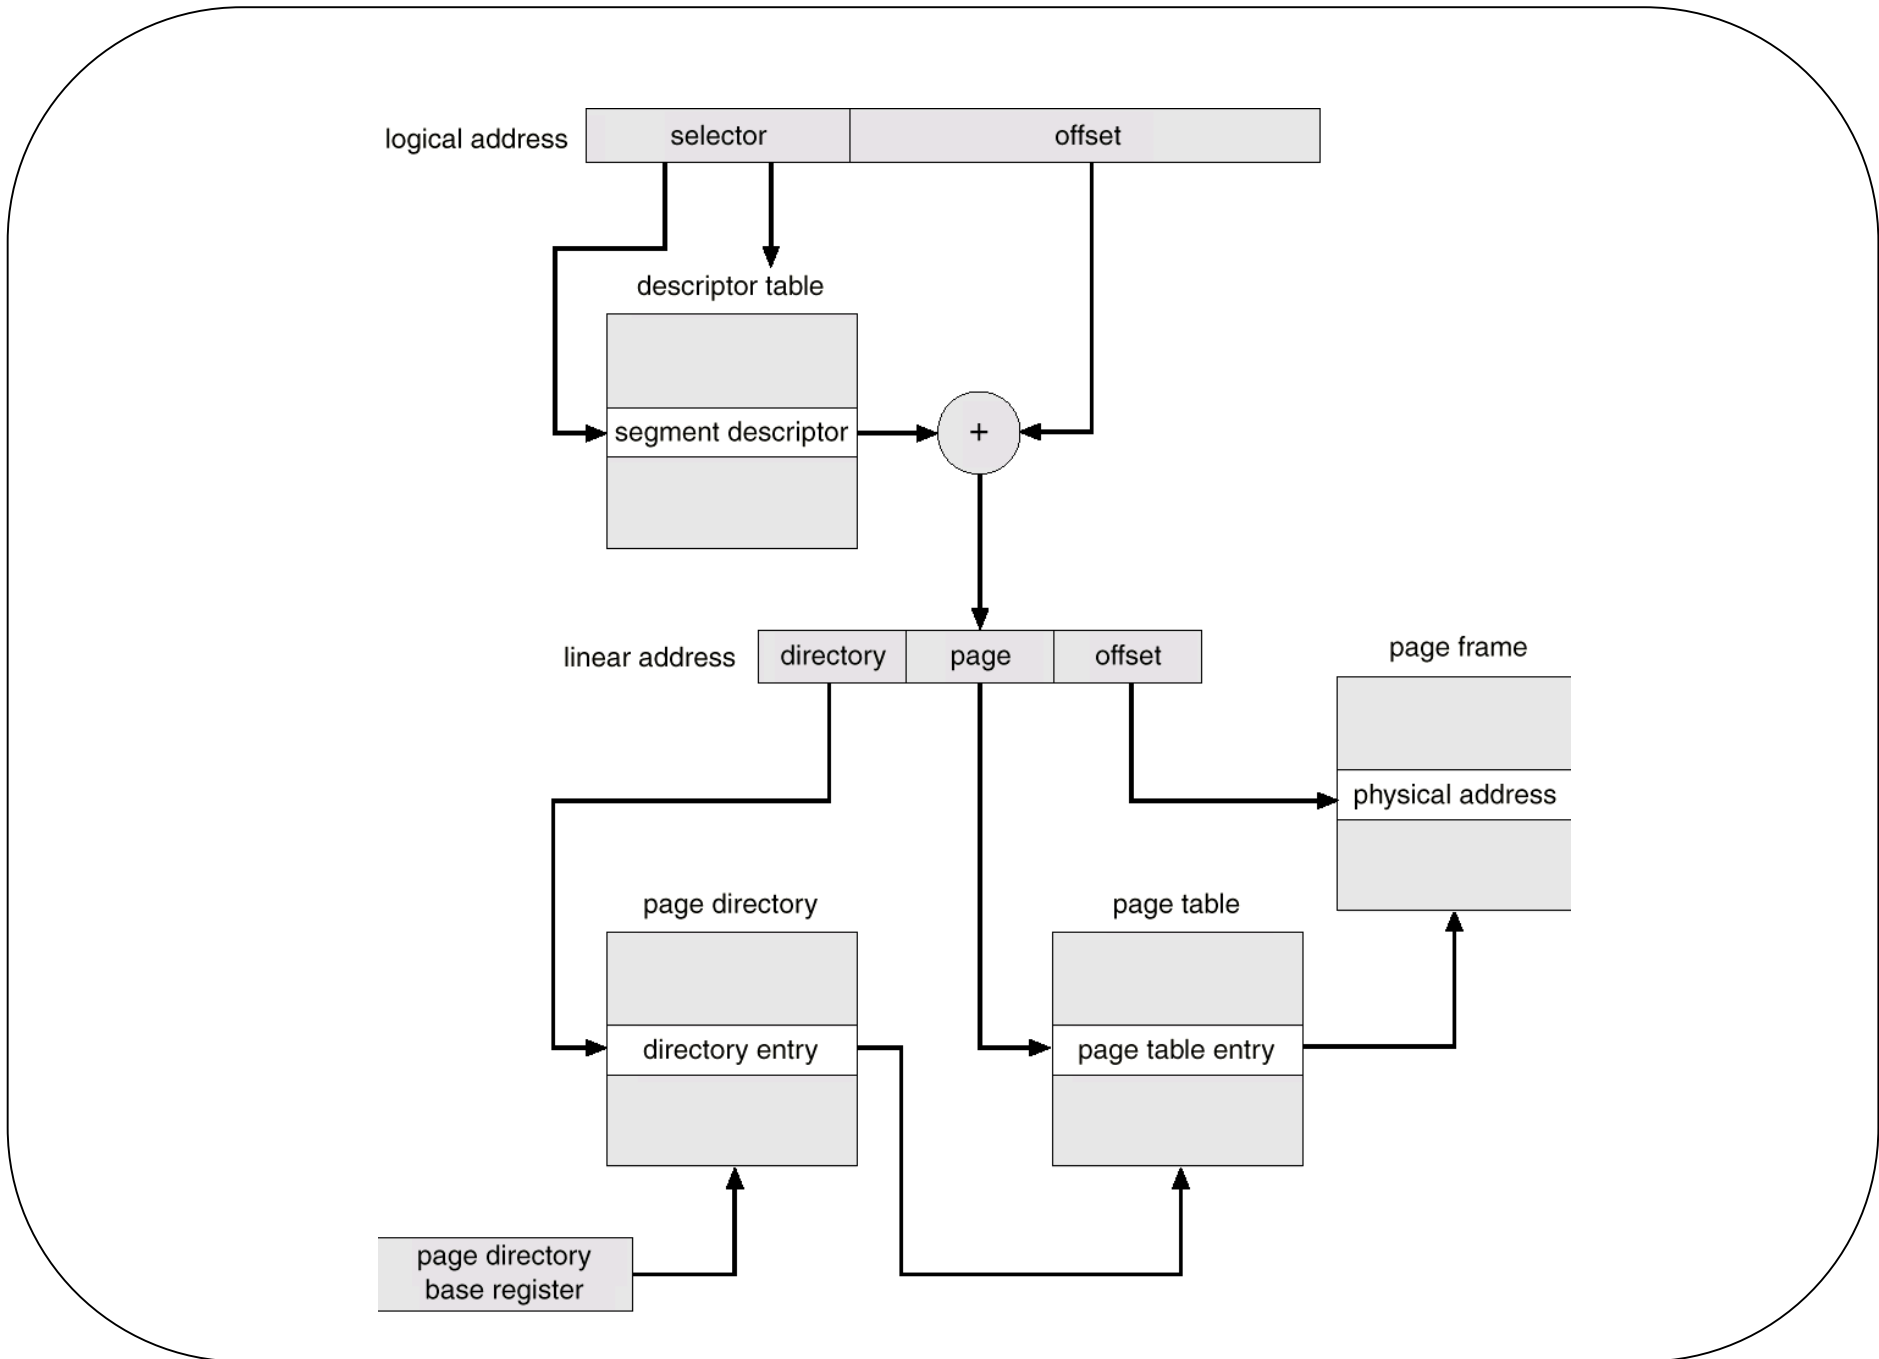 logical address
selector
offset
descriptor table
segment descriptor
+
linear address
directory
page
offset
page frame
physical address
page directory
page table
directory entry
page table entry
page directory
base register